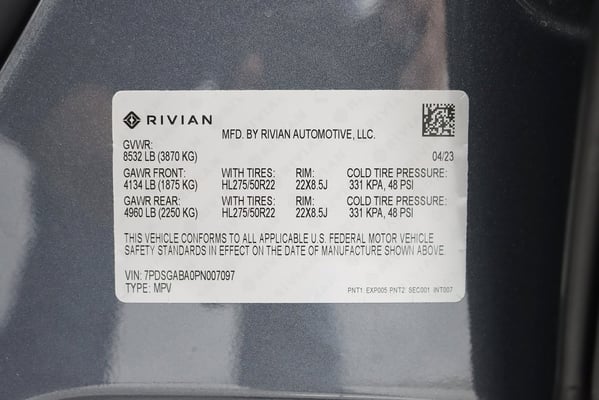 RIVIAN
MFD. BY RIVIAN AUTOMOTIVE, LLC.
GVWR:
8532 LB (3870 KG) 04/23
GAWR FRONT: WITH TIRES: RIM: COLD TIRE PRESSURE:
4134 LB (1875 KG) HL275/50R22 22X8.5J 331 KPA, 48 PSI
GAWR REAR: WITH TIRES: RIM: COLD TIRE PRESSURE:
4960 LB (2250 KG) HL275/50R22 22X8.5J 331 KPA, 48 PSI
THIS VEHICLE CONFORMS TO ALL APPLICABLE U.S. FEDERAL MOTOR VEHICLE
SAFETY STANDARDS IN EFFECT ON THE DATE OF MANUFACTURE SHOWN ABOVE.
VIN: 7PDSGABA0PN007097
TYPE: MPV PNT1: EXP005 PNT2: SEC001 INT007